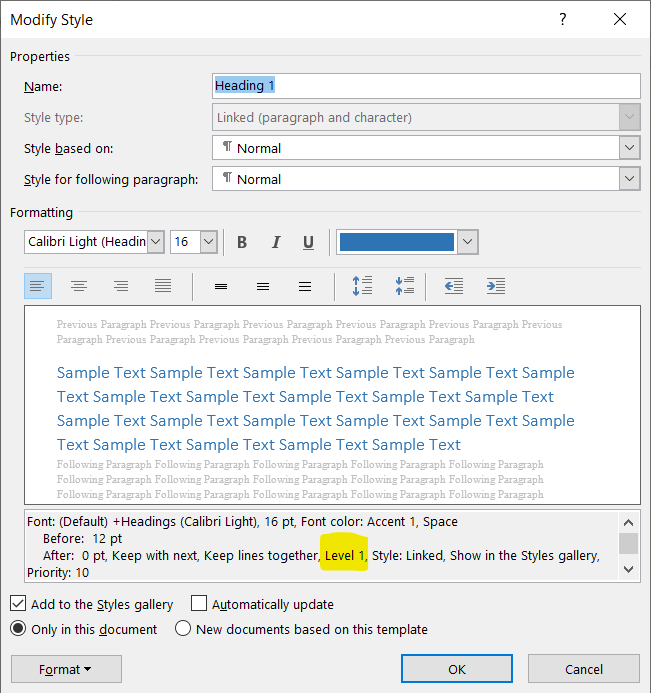 Modify Style
?
Properties
Name: Heading 1
Style type: Linked (paragraph and character)
Style based on: ¶ Normal
Style for following paragraph: ¶ Normal
Formatting
Calibri Light (Headin 16 B I U
Previous Paragraph Previous Paragraph Previous Paragraph Previous Paragraph Previous Paragraph Previous
Paragraph Previous Paragraph Previous Paragraph Previous Paragraph Previous Paragraph
Sample Text Sample Text Sample Text Sample Text Sample Text Sample
Text Sample Text Sample Text Sample Text Sample Text Sample Text
Sample Text Sample Text Sample Text Sample Text Sample Text Sample
Text Sample Text Sample Text Sample Text Sample Text
Following Paragraph Following Paragraph Following Paragraph Following Paragraph Following Paragraph
Following Paragraph Following Paragraph Following Paragraph Following Paragraph Following Paragraph
Following Paragraph Following Paragraph Following Paragraph Following Paragraph Following Paragraph
Font: (Default) +Headings (Calibri Light), 16 pt, Font color: Accent 1, Space
Before: 12 pt
After: 0 pt, Keep with next, Keep lines together, Level 1, Style: Linked, Show in the Styles gallery,
Priority: 10
Add to the Styles gallery Automatically update
Only in this document New documents based on this template
Format OK Cancel